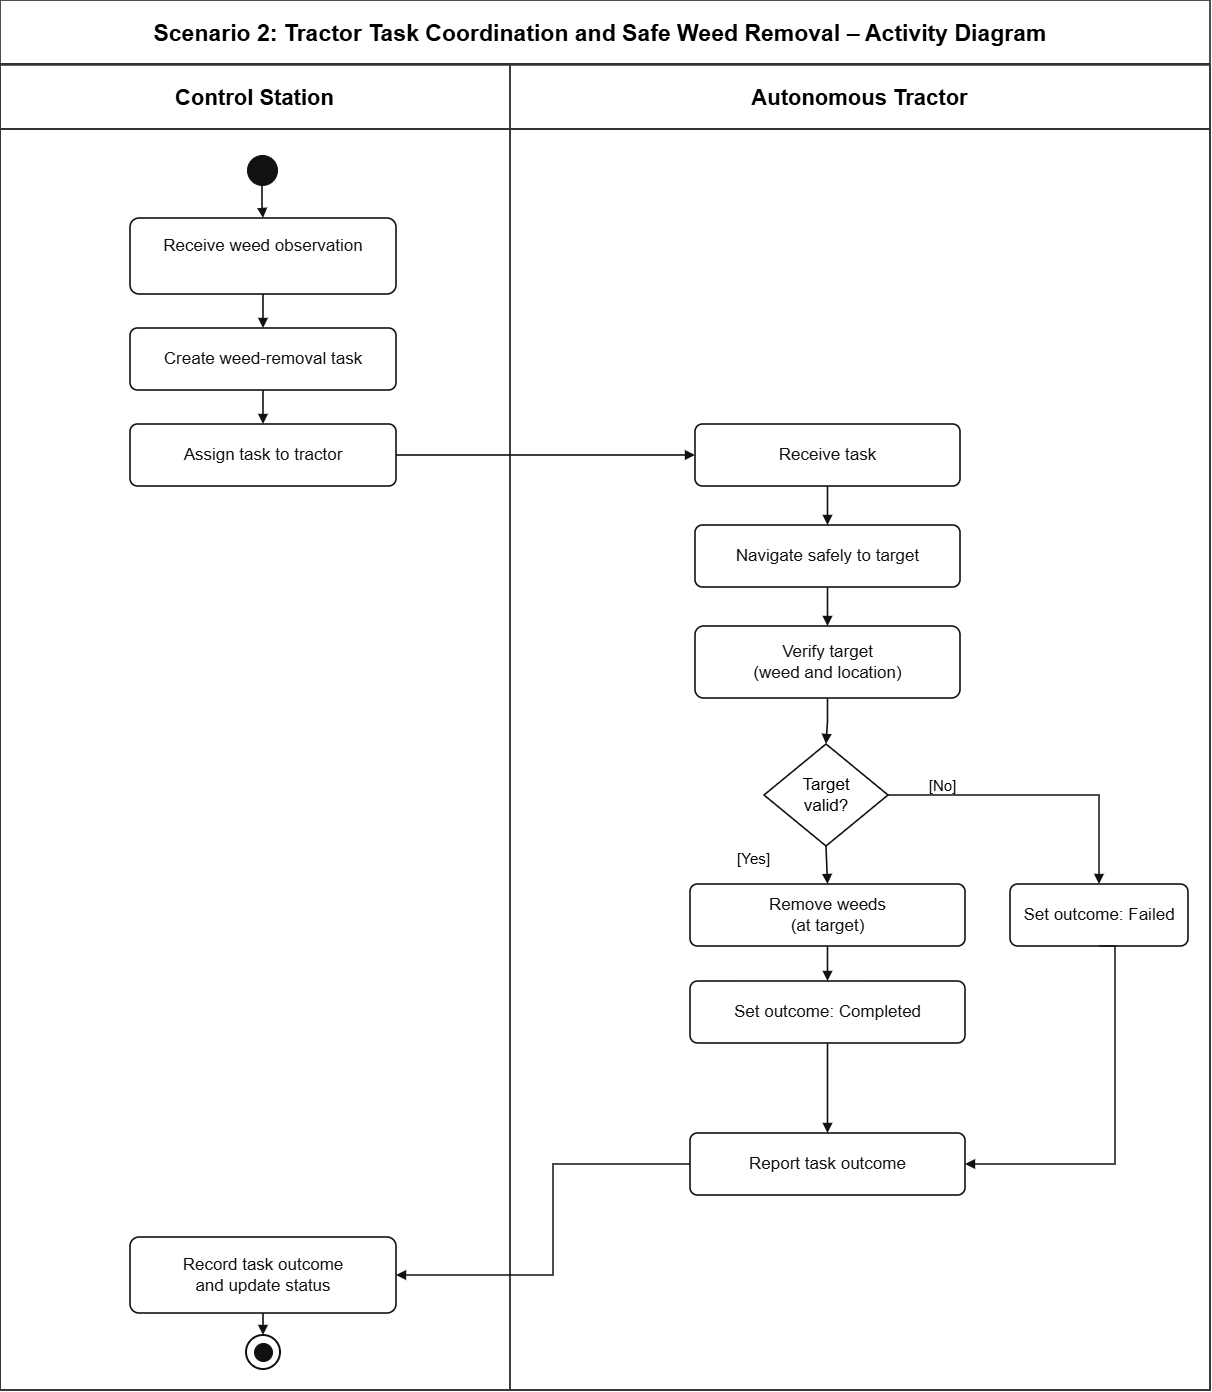 Scenario 2: Tractor Task Coordination and Safe Weed Removal – Activity Diagram
Control Station
Autonomous Tractor
Receive weed observation
Create weed-removal task
Assign task to tractor
Receive task
Navigate safely to target
Verify target
(weed and location)
Target
valid?
[No]
[Yes]
Remove weeds
(at target)
Set outcome: Failed
Set outcome: Completed
Report task outcome
Record task outcome
and update status